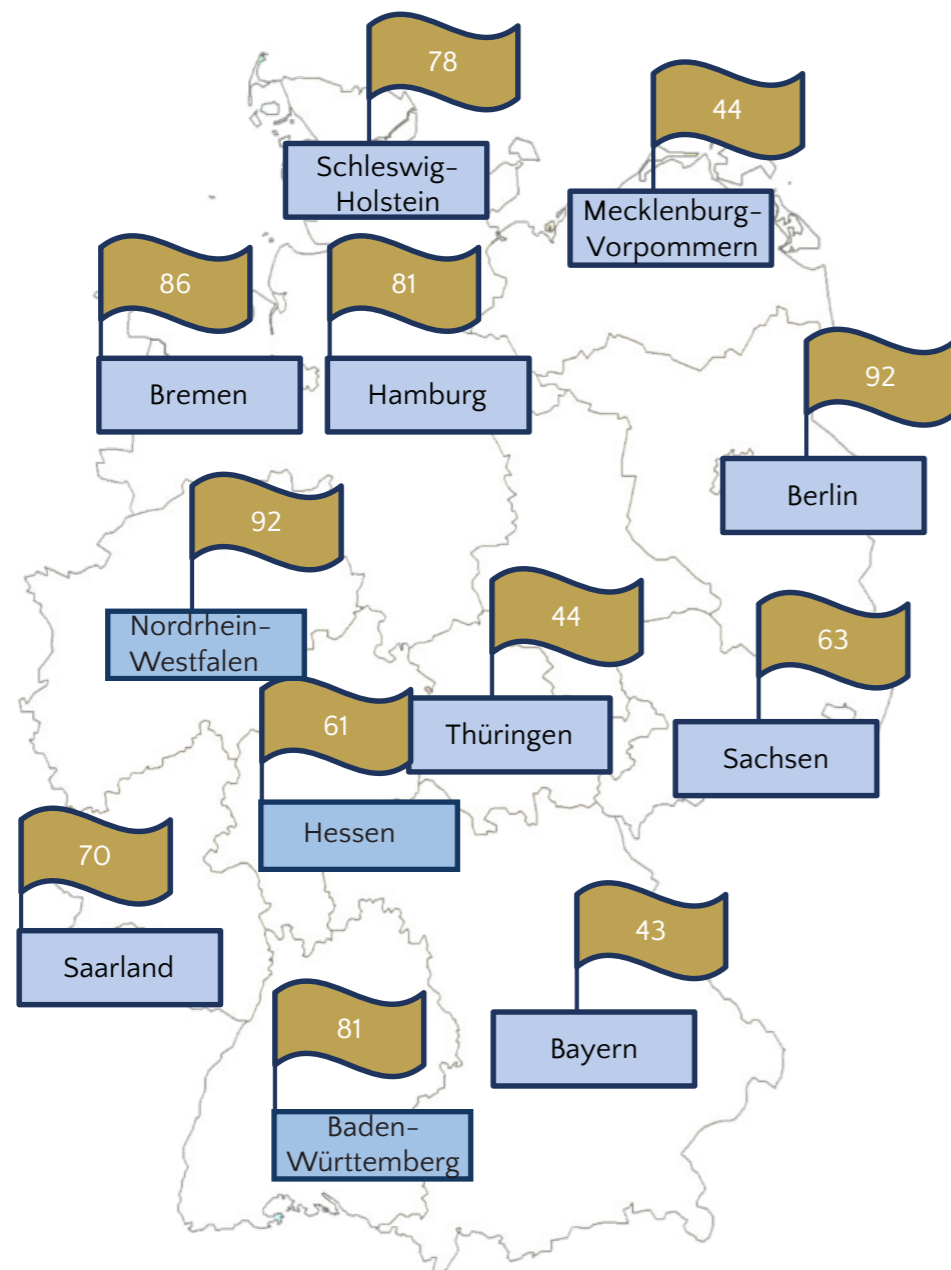 78
Schleswig-
Holstein
44
Mecklenburg-
Vorpommern
86
Bremen
81
Hamburg
92
Berlin
92
Nordrhein-
Westfalen
44
Thüringen
63
Sachsen
61
Hessen
70
Saarland
43
Bayern
81
Baden-
Württemberg